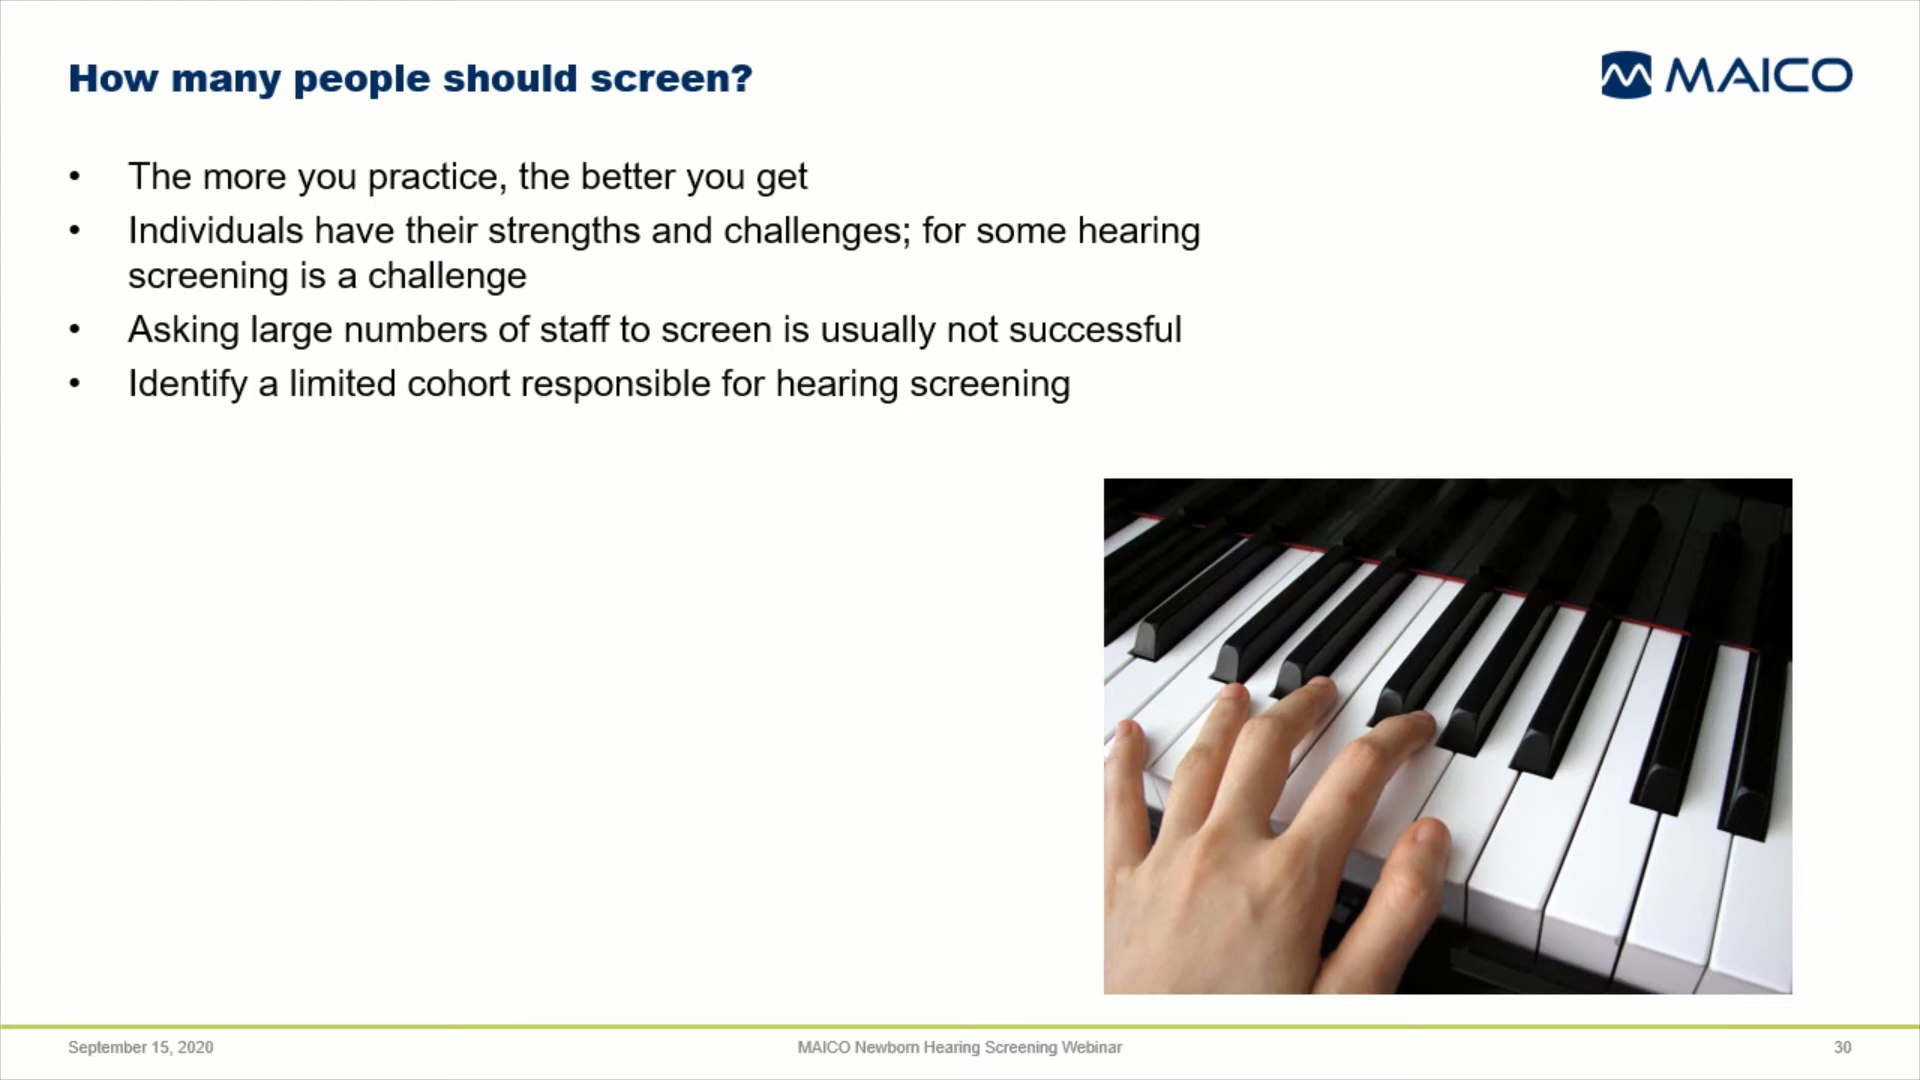 How many people should screen?
MAICO
• The more you practice, the better you get
• Individuals have their strengths and challenges; for some hearing
screening is a challenge
• Asking large numbers of staff to screen is usually not successful
• Identify a limited cohort responsible for hearing screening
September 15, 2020
MAICO Newborn Hearing Screening Webinar
30